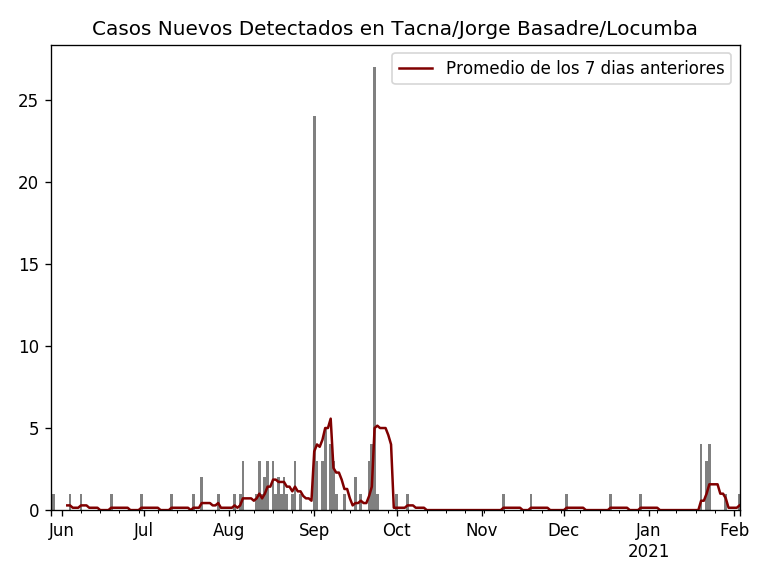 Casos Nuevos Detectados en Tacna/Jorge Basadre/Locumba
Promedio de los 7 dias anteriores
25
20
15
10
5
0
Jun Jul Aug Sep Oct Nov Dec Jan Feb
2021